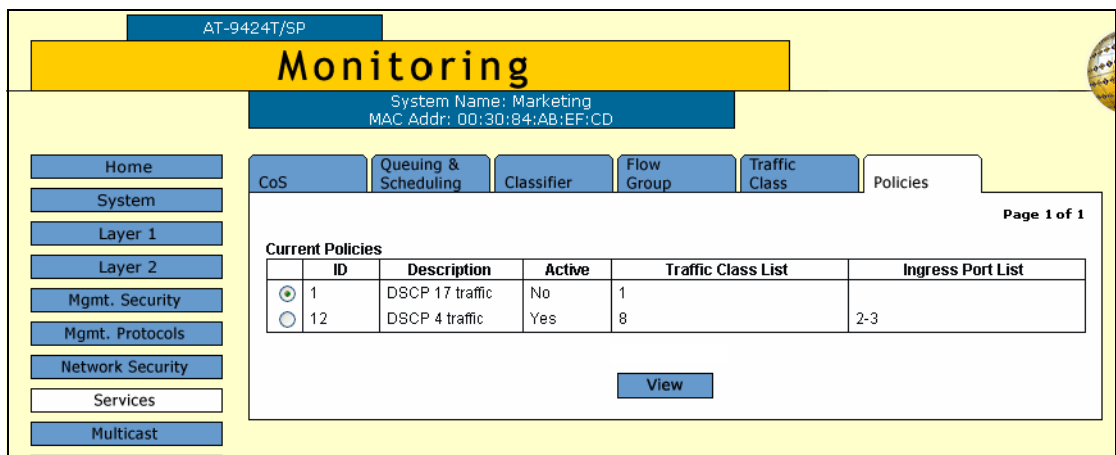 AT-9424T/SP
Monitoring
System Name: Marketing
MAC Addr: 00:30:84:AB:EF:CD
Home
System
Layer 1
Layer 2
Mgmt. Security
Mgmt. Protocols
Network Security
Services
Multicast
CoS
Queuing &
Scheduling
Classifier
Flow
Group
Traffic
Class
Policies
Page 1 of 1
Current Policies
ID Description Active Traffic Class List Ingress Port List
1 DSCP 17 traffic No 1
12 DSCP 4 traffic Yes 8 2-3
View